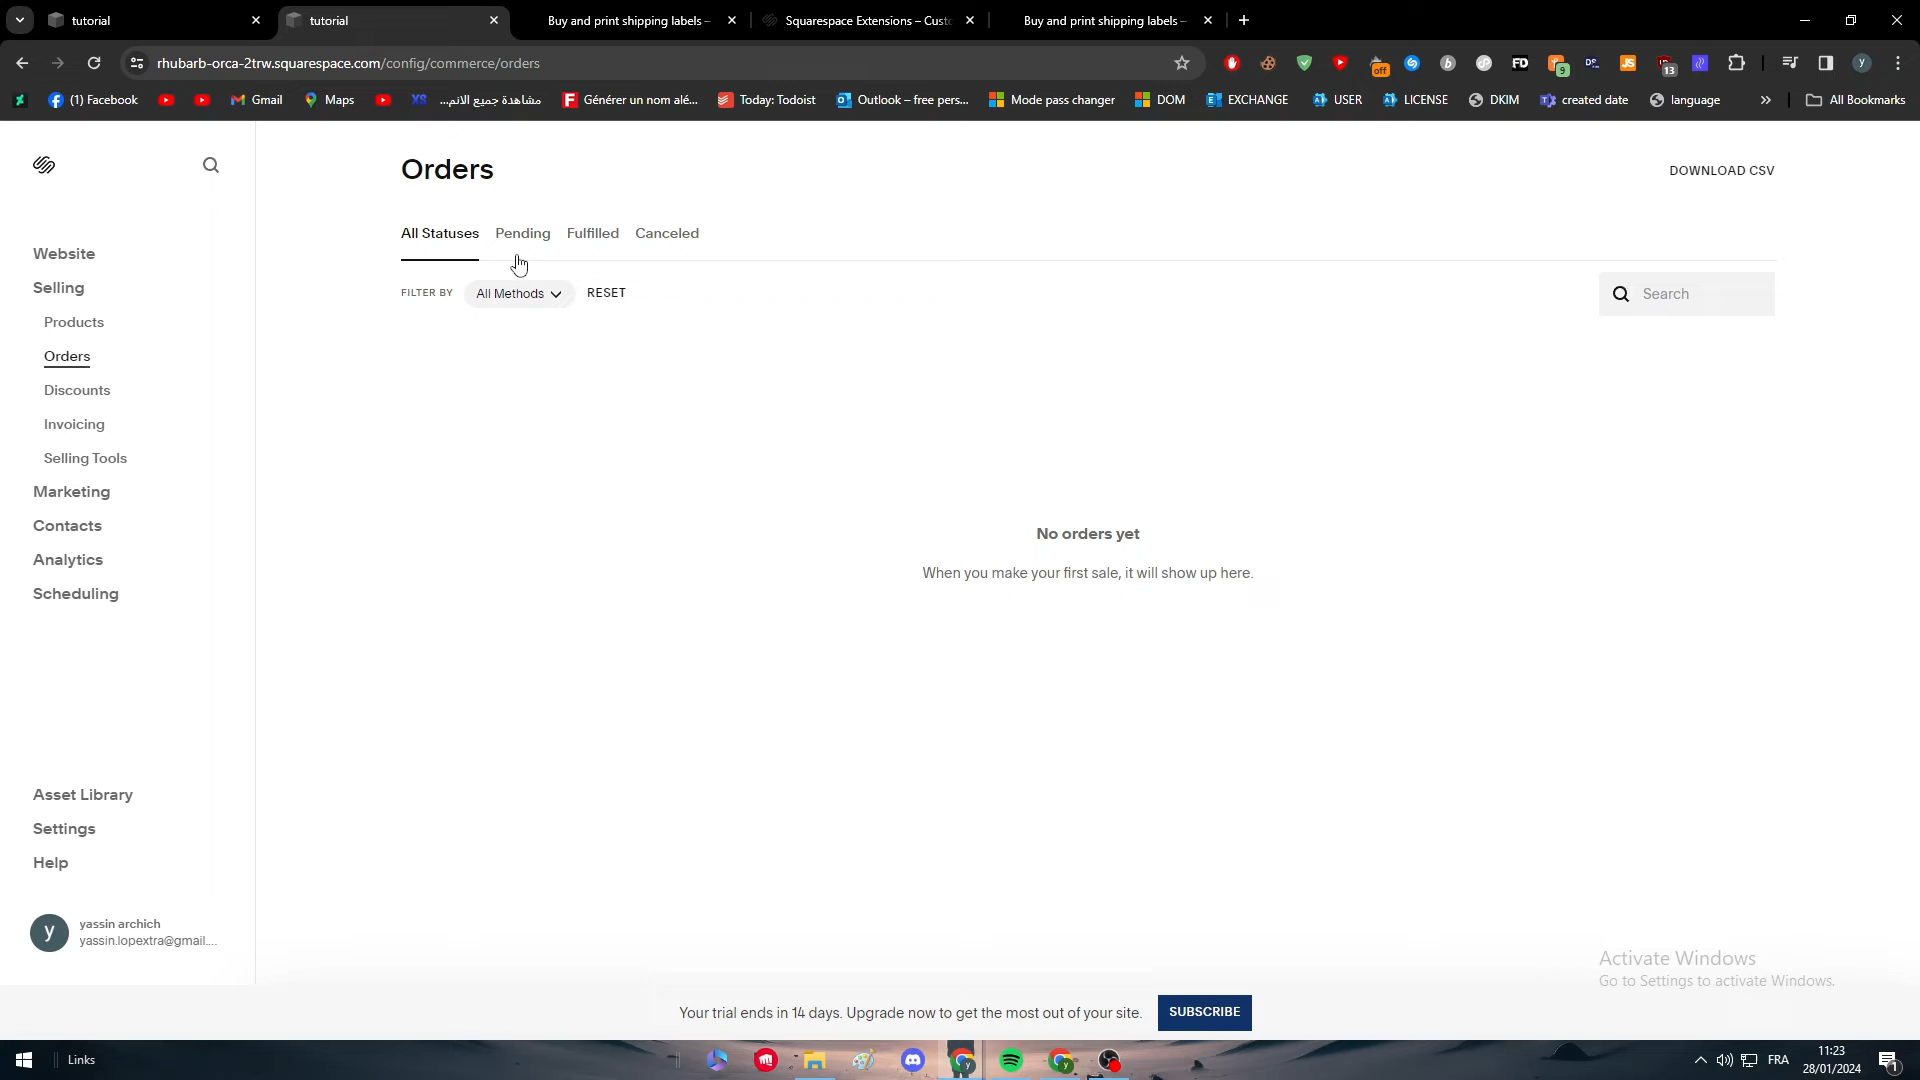 tutorial
tutorial
Buy and print shipping labels –
Squarespace Extensions – Custo
Buy and print shipping labels –
rhubarb-orca-2trw.squarespace.com/config/commerce/orders
off
FD
9
JS
13
y
(1) Facebook
Gmail
Maps
مشاهدة جميع الانم...
Générer un nom alé...
Today: Todoist
Outlook – free pers...
Mode pass changer
DOM
EXCHANGE
USER
LICENSE
DKIM
created date
language
All Bookmarks
Orders
DOWNLOAD CSV
All Statuses
Pending
Fulfilled
Canceled
FILTER BY
All Methods
RESET
Search
Website
Selling
Products
Orders
Discounts
Invoicing
Selling Tools
Marketing
Contacts
Analytics
Scheduling
No orders yet
When you make your first sale, it will show up here.
Asset Library
Settings
Help
y
yassin archich
yassin.lopextra@gmail....
Activate Windows
Go to Settings to activate Windows.
Your trial ends in 14 days. Upgrade now to get the most out of your site.
SUBSCRIBE
Links
FRA
11:23
28/01/2024
1